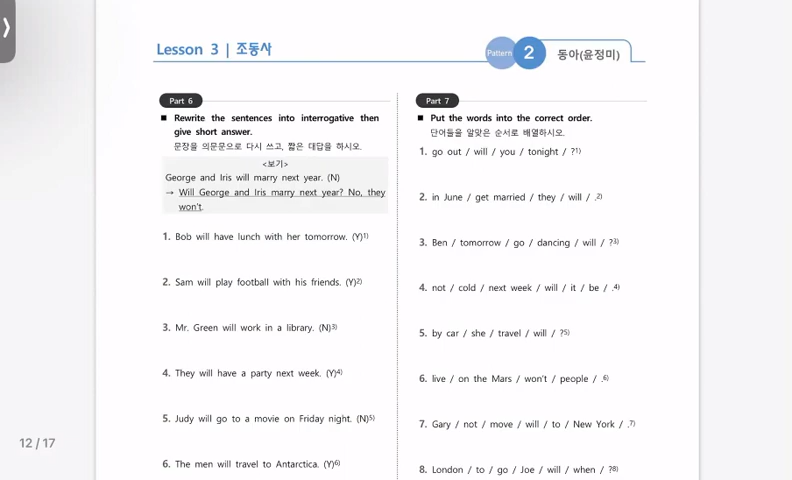 Lesson 3 | 조동사
Pattern 2 동아(윤정미)
Part 6
■ Rewrite the sentences into interrogative then
give short answer.
문장을 의문문으로 다시 쓰고, 짧은 대답을 하시오.
<보기>
George and Iris will marry next year. (N)
→ Will George and Iris marry next year? No, they
won't.
1. Bob will have lunch with her tomorrow. (Y)1)
2. Sam will play football with his friends. (Y)2)
3. Mr. Green will work in a library. (N)3)
4. They will have a party next week. (Y)4)
5. Judy will go to a movie on Friday night. (N)5)
6. The men will travel to Antarctica. (Y)6)
Part 7
■ Put the words into the correct order.
단어들을 알맞은 순서로 배열하시오.
1. go out / will / you / tonight / ?1)
2. in June / get married / they / will / .2)
3. Ben / tomorrow / go / dancing / will / ?3)
4. not / cold / next week / will / it / be / .4)
5. by car / she / travel / will / ?5)
6. live / on the Mars / won't / people / .6)
7. Gary / not / move / will / to / New York / .7)
8. London / to / go / Joe / will / when / ?8)
12 / 17